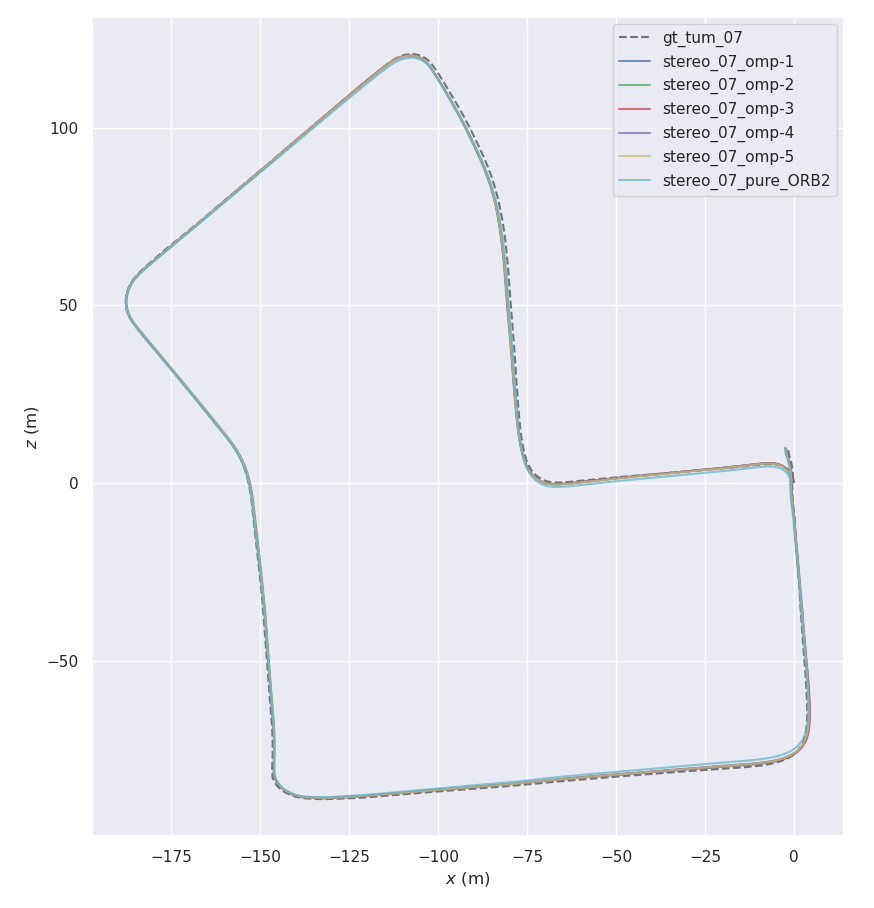 gt_tum_07
stereo_07_omp-1
stereo_07_omp-2
stereo_07_omp-3
stereo_07_omp-4
stereo_07_omp-5
stereo_07_pure_ORB2
100
50
0
−50
z (m)
−175 −150 −125 −100 −75 −50 −25 0
x (m)